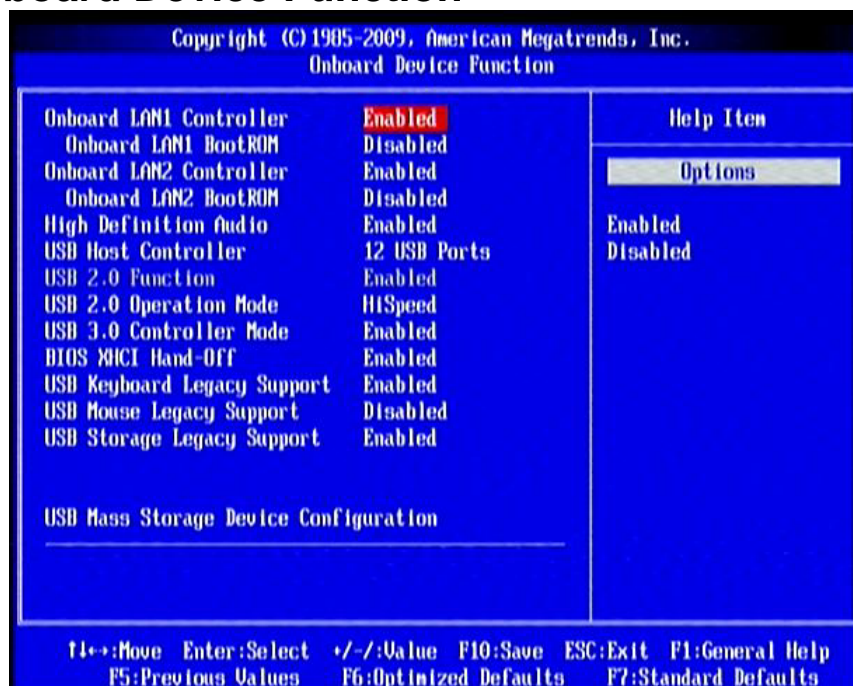 Board Device Function
Copyright (C)1985-2009, American Megatrends, Inc.
Onboard Device Function
Onboard LAN1 Controller Enabled
Onboard LAN1 BootROM Disabled
Onboard LAN2 Controller Enabled
Onboard LAN2 BootROM Disabled
High Definition Audio Enabled
USB Host Controller 12 USB Ports
USB 2.0 Function Enabled
USB 2.0 Operation Mode HiSpeed
USB 3.0 Controller Mode Enabled
BIOS XHCI Hand-Off Enabled
USB Keyboard Legacy Support Enabled
USB Mouse Legacy Support Disabled
USB Storage Legacy Support Enabled
USB Mass Storage Device Configuration
Help Item
Options
Enabled
Disabled
↑↓←→:Move Enter:Select +/-/:Value F10:Save ESC:Exit F1:General Help
F5:Previous Values F6:Optimized Defaults F7:Standard Defaults